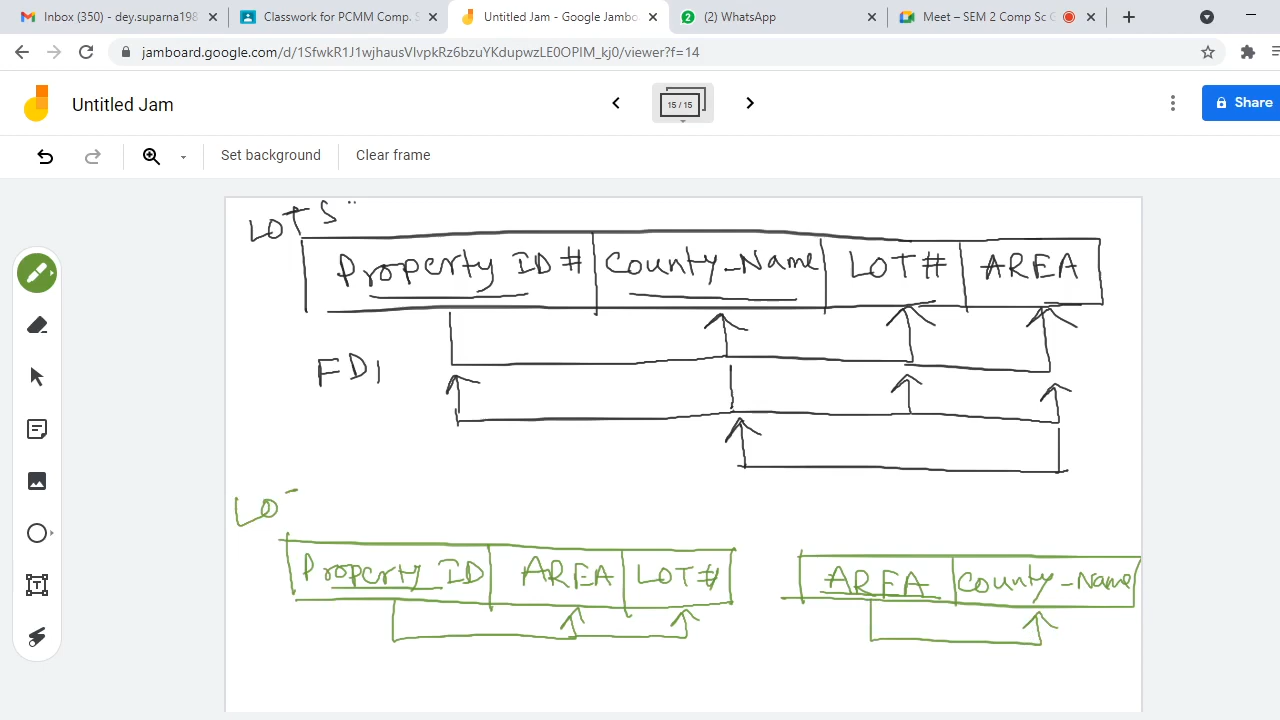 Inbox (350) - dey.suparna198
Classwork for PCMM Comp. S
Untitled Jam - Google Jambo
(2) WhatsApp
Meet – SEM 2 Comp Sc G
jamboard.google.com/d/1SfwkR1J1wjhausVlvpkRz6bzuYKdupwzLE0OPIM_kj0/viewer?f=14
Untitled Jam
15 / 15
Share
Set background
Clear frame
LOTS
Property ID# County_Name LOT# AREA
FD1
LO
Property ID AREA LOT# AREA County_Name